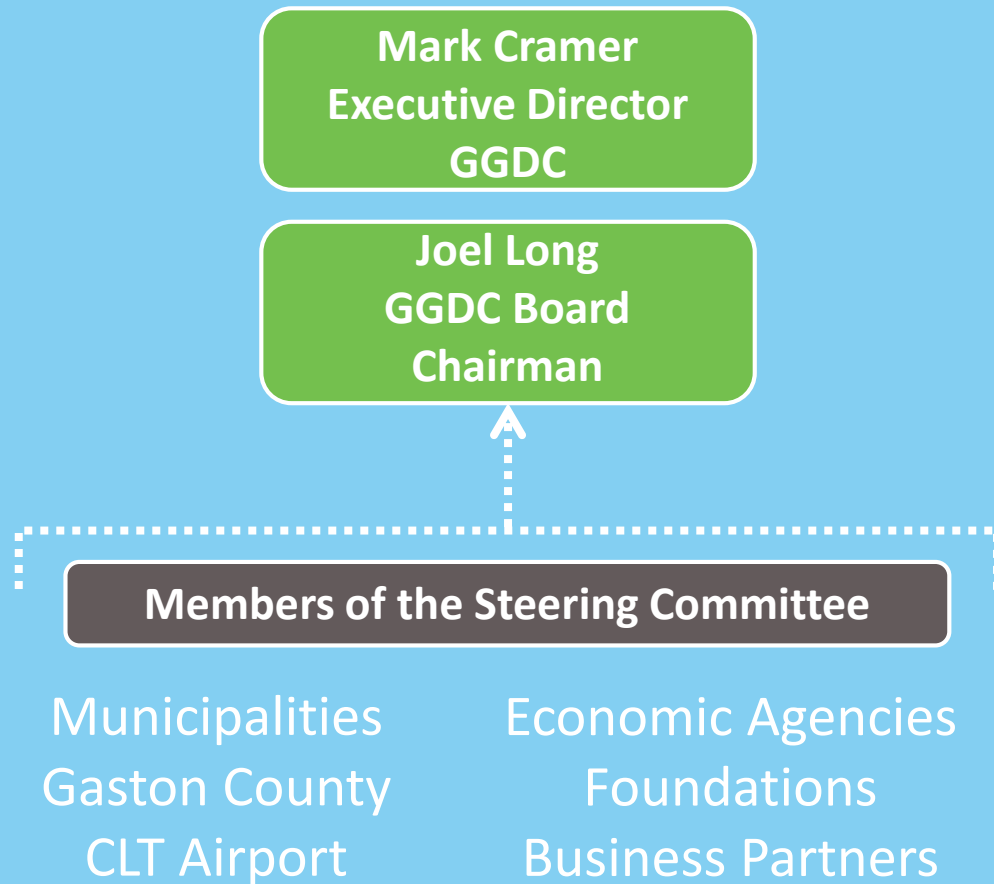 Mark Cramer
Executive Director
GGDC
Joel Long
GGDC Board
Chairman
Members of the Steering Committee
Municipalities
Gaston County
CLT Airport
Economic Agencies
Foundations
Business Partners